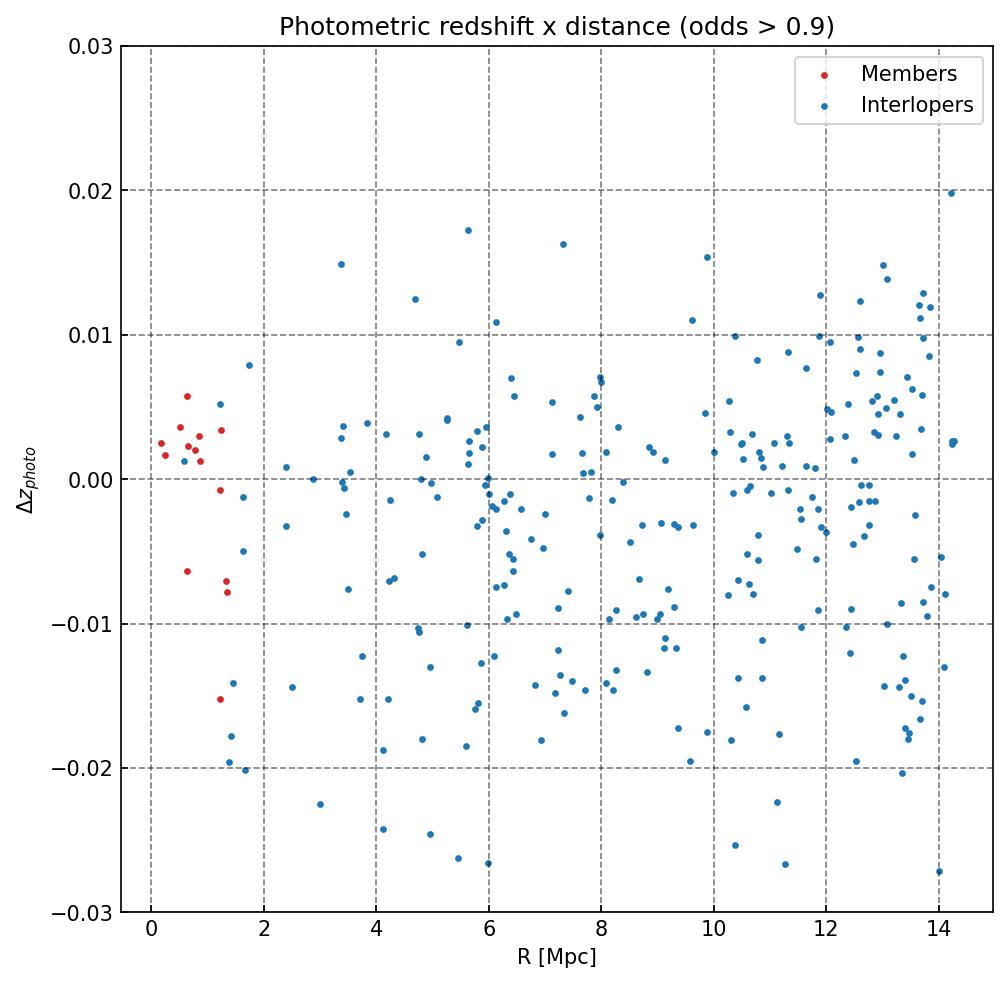 Photometric redshift x distance (odds > 0.9)
Members
Interlopers
0.03
0.02
0.01
0.00
−0.01
−0.02
−0.03
Δz_photo
0 2 4 6 8 10 12 14
R [Mpc]